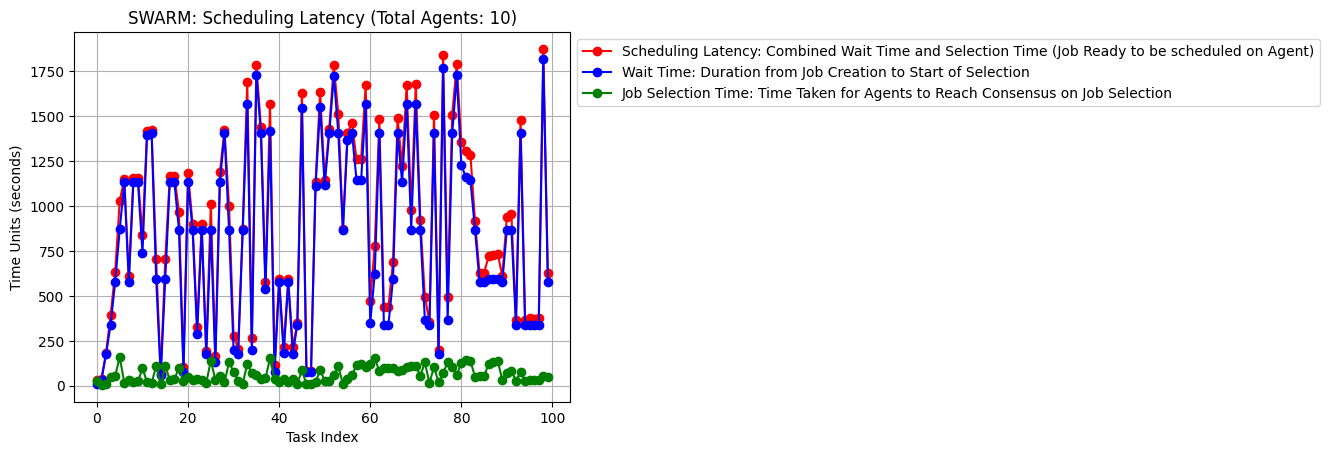 SWARM: Scheduling Latency (Total Agents: 10)
Scheduling Latency: Combined Wait Time and Selection Time (Job Ready to be scheduled on Agent)
Wait Time: Duration from Job Creation to Start of Selection
Job Selection Time: Time Taken for Agents to Reach Consensus on Job Selection
Time Units (seconds)
1750
1500
1250
1000
750
500
250
0
0 20 40 60 80 100
Task Index